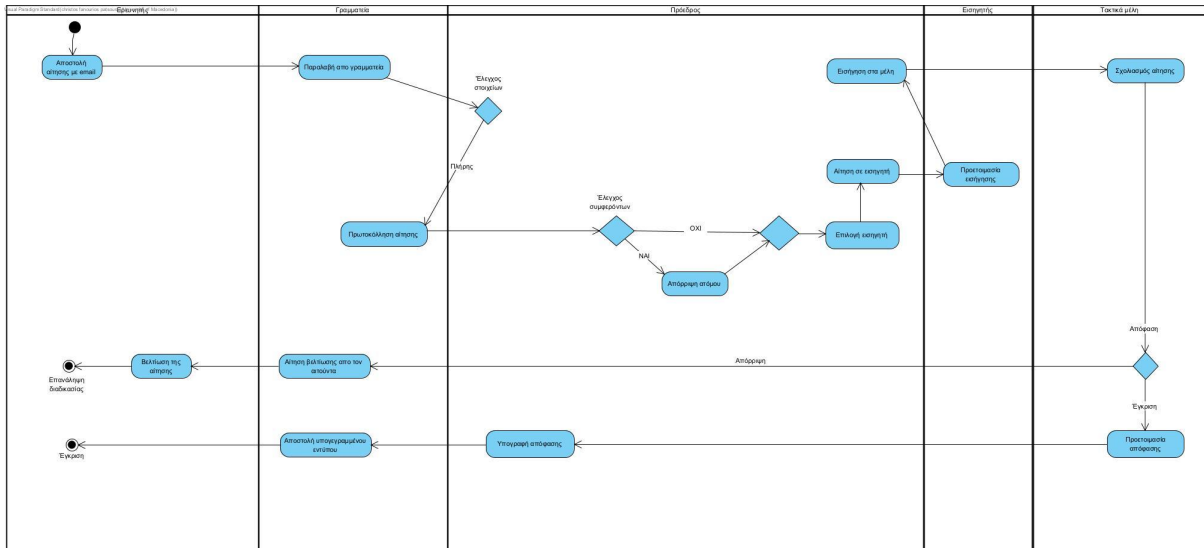 Visual Paradigm Standard
Ερευνητής
Γραμματεία
Πρόεδρος
Εισηγητής
Τακτικά μέλη
Αποστολή
αίτησης με email
Παραλαβή απο γραμματεία
Έλεγχος
στοιχείων
Εισήγηση στα μέλη
Σχολιασμός αίτησης
Πλήρης
Αίτηση σε εισηγητή
Προετοιμασία
εισήγησης
Πρωτοκόλληση αίτησης
Έλεγχος
συμφερόντων
ΟΧΙ
Επιλογή εισηγητή
ΝΑΙ
Απόρριψη ατόμου
Απόφαση
Επανάληψη
διαδικασίας
Βελτίωση της
αίτησης
Αίτηση βελτίωσης απο τον
αιτούντα
Απόρριψη
Έγκριση
Έγκριση
Αποστολή υπογεγραμμένου
εντύπου
Υπογραφή απόφασης
Προετοιμασία
απόφασης